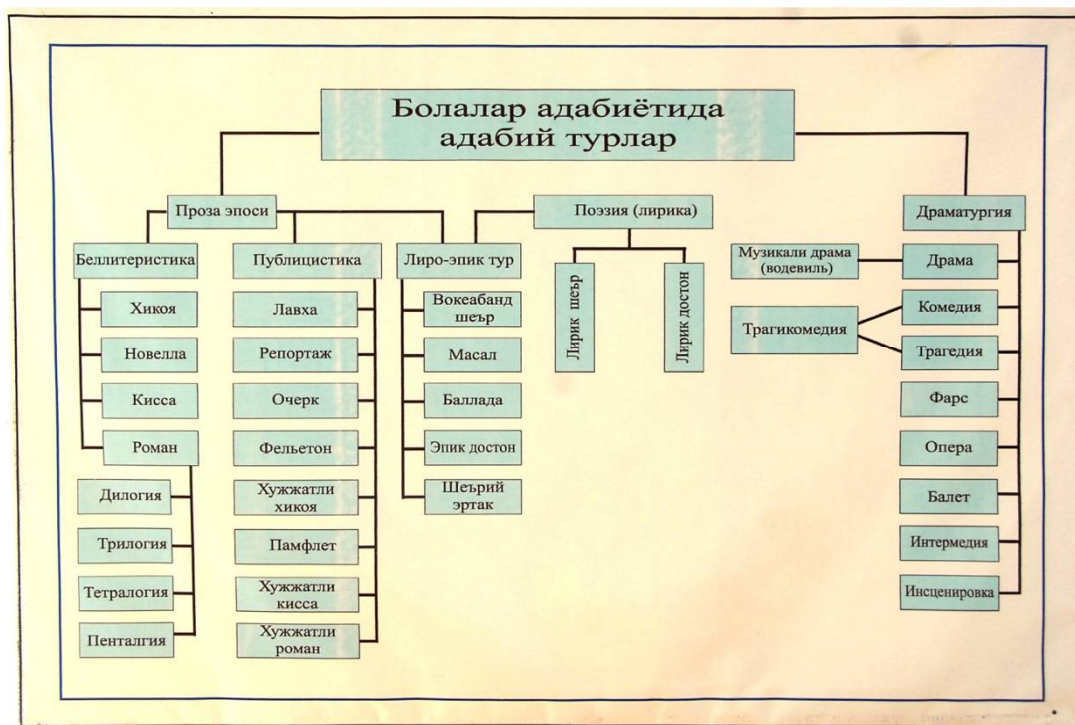 Болалар адабиётида
адабий турлар
Проза эпоси
Поэзия (лирика)
Драматургия
Беллитеристика
Хикоя
Новелла
Кисса
Роман
Дилогия
Трилогия
Тетралогия
Пенталгия
Публицистика
Лавха
Репортаж
Очерк
Фельетон
Хужжатли
хикоя
Памфлет
Хужжатли
кисса
Хужжатли
роман
Лиро-эпик тур
Вокеабанд
шеър
Масал
Баллада
Эпик достон
Шеърий
эртак
Лирик шеър
Лирик достон
Музикали драма
(водевиль)
Трагикомедия
Драма
Комедия
Трагедия
Фарс
Опера
Балет
Интермедия
Инсценировка